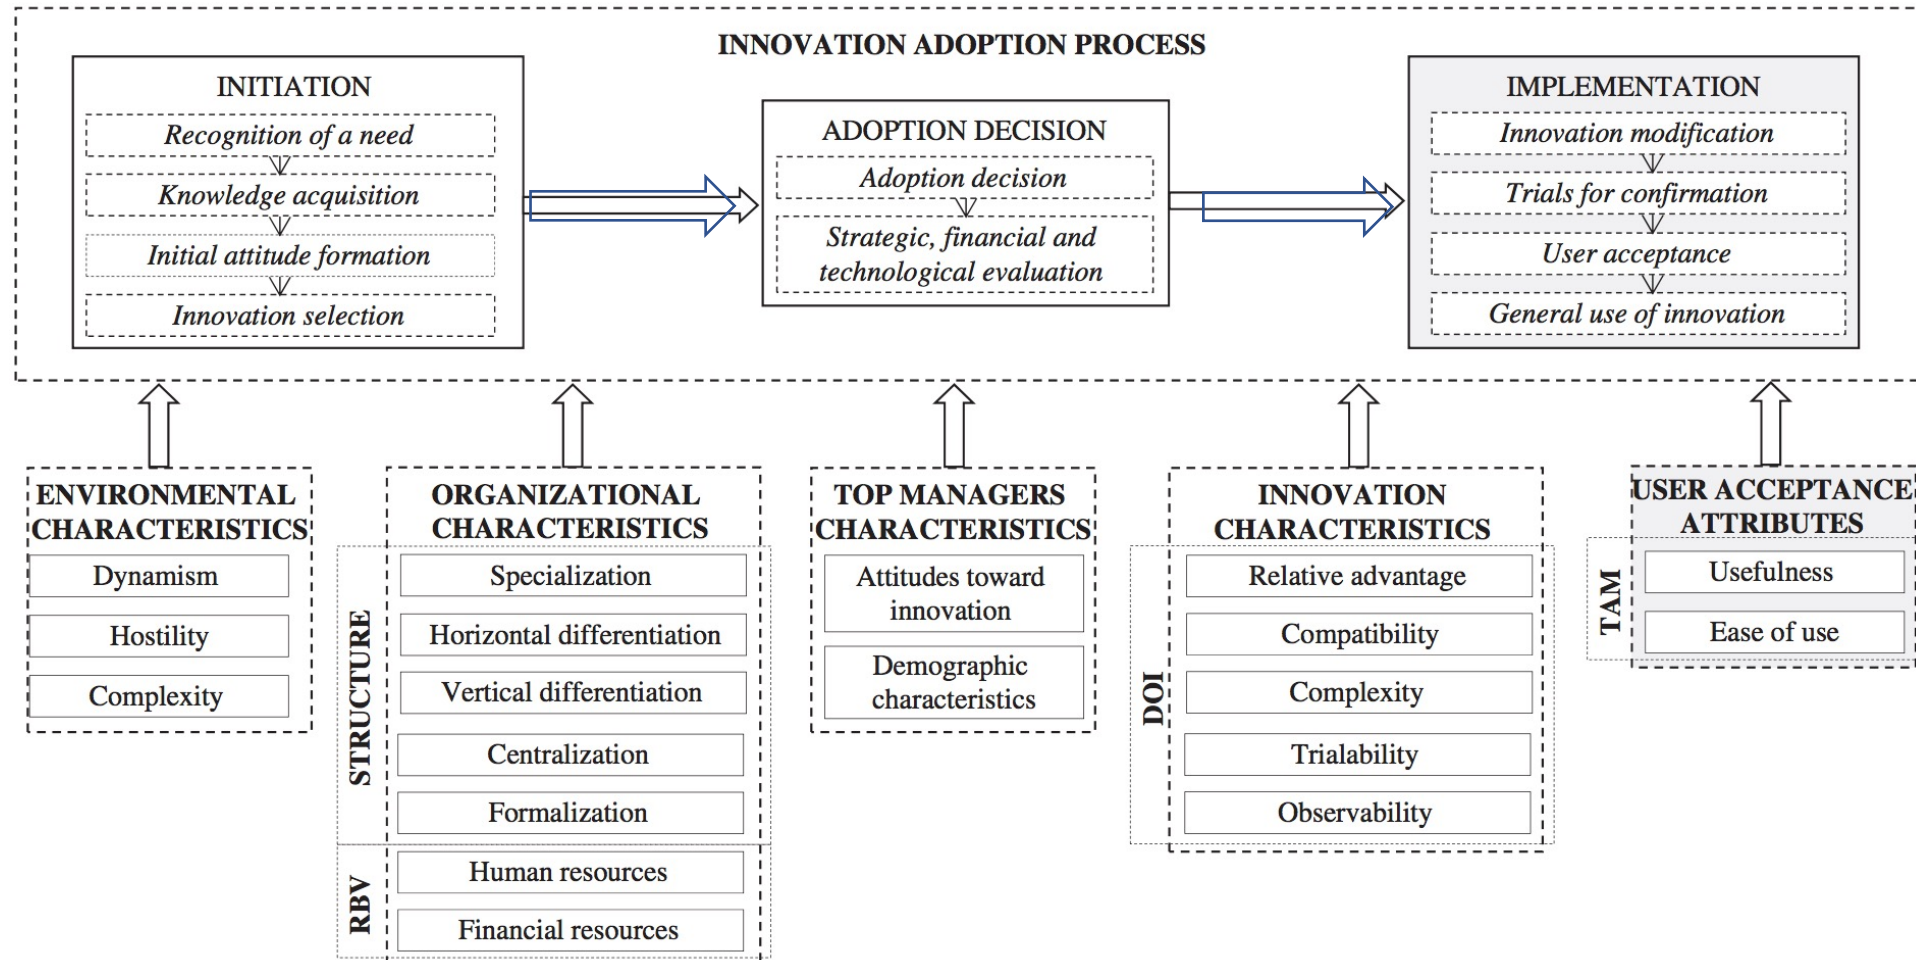 INNOVATION ADOPTION PROCESS
INITIATION
Recognition of a need
Knowledge acquisition
Initial attitude formation
Innovation selection
ADOPTION DECISION
Adoption decision
Strategic, financial and
technological evaluation
IMPLEMENTATION
Innovation modification
Trials for confirmation
User acceptance
General use of innovation
ENVIRONMENTAL
CHARACTERISTICS
Dynamism
Hostility
Complexity
ORGANIZATIONAL
CHARACTERISTICS
STRUCTURE
Specialization
Horizontal differentiation
Vertical differentiation
Centralization
Formalization
RBV
Human resources
Financial resources
TOP MANAGERS
CHARACTERISTICS
Attitudes toward
innovation
Demographic
characteristics
INNOVATION
CHARACTERISTICS
DOI
Relative advantage
Compatibility
Complexity
Trialability
Observability
USER ACCEPTANCE
ATTRIBUTES
TAM
Usefulness
Ease of use